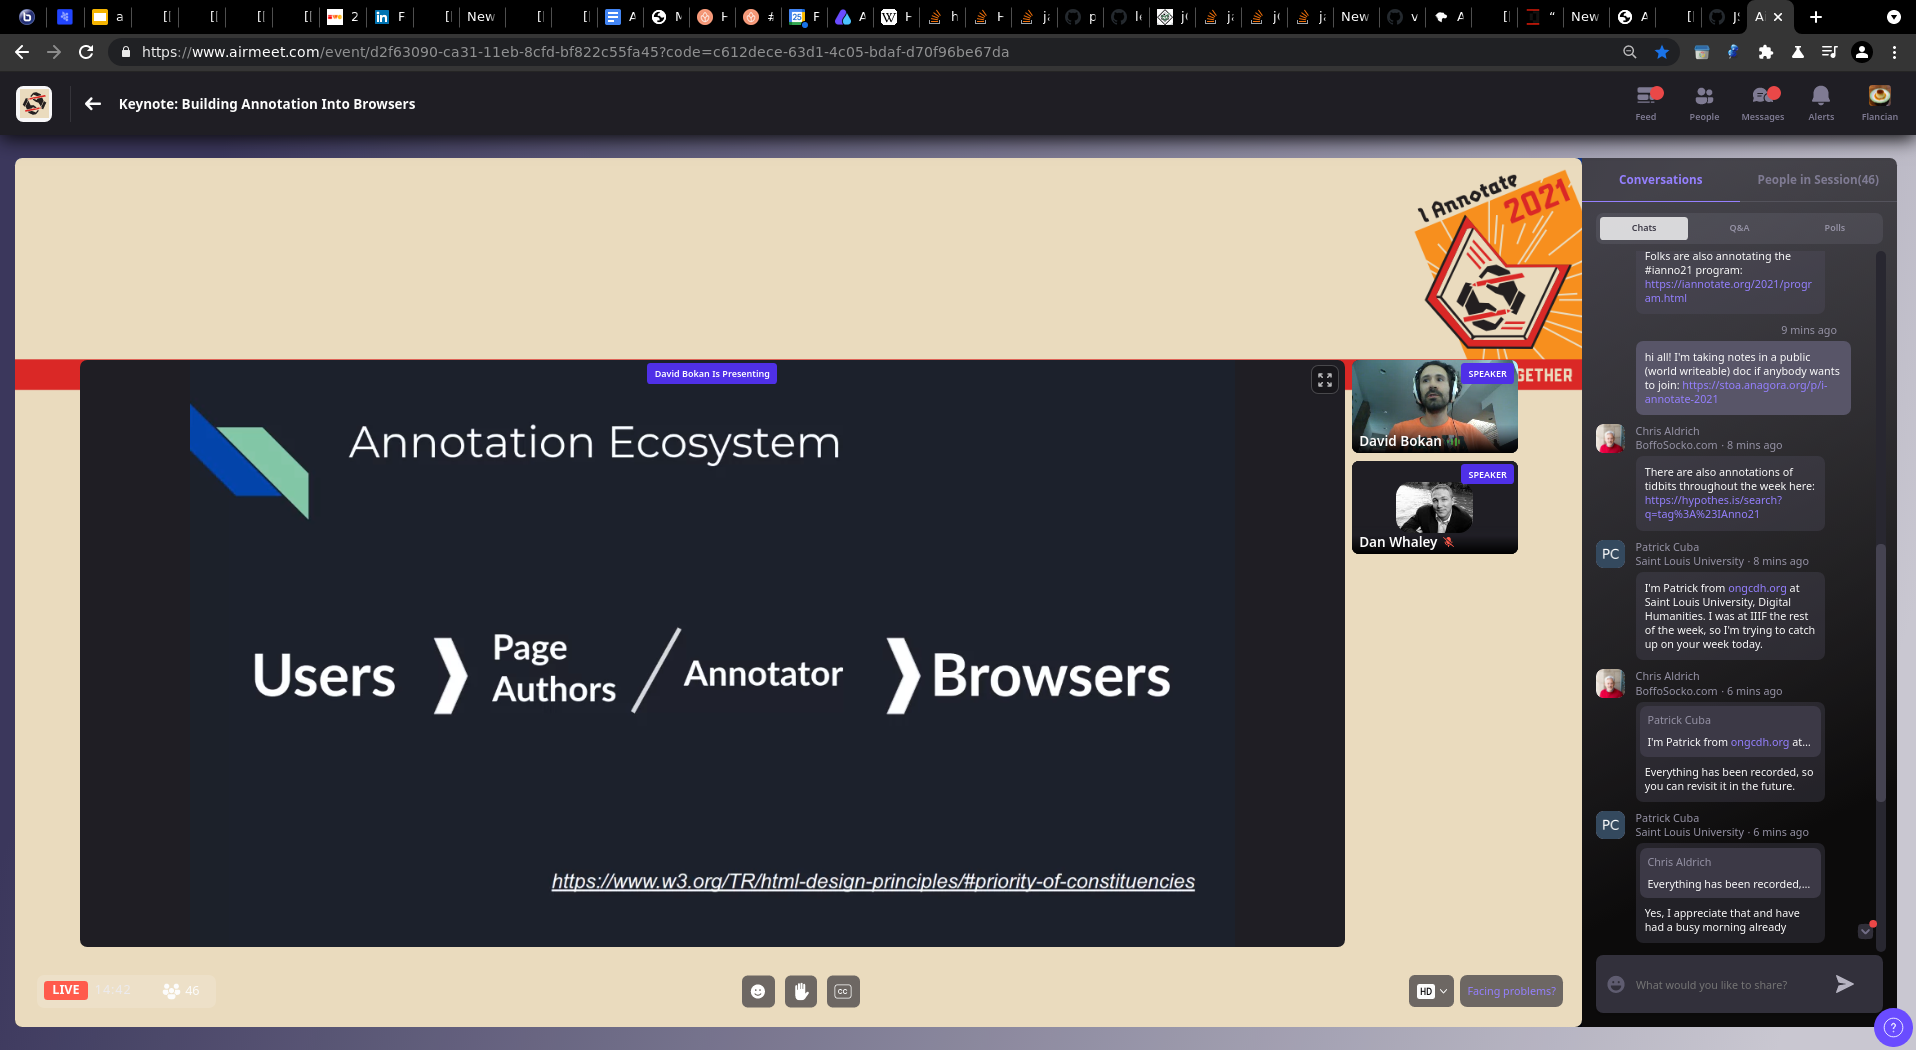 2
F
New
A
New
New
https://www.airmeet.com/event/d2f63090-ca31-11eb-8cfd-bf822c55fa45?code=c612dece-63d1-4c05-bdaf-d70f96be67da
Keynote: Building Annotation Into Browsers
Feed
People
Messages
Alerts
Flancian
I Annotate
2021
GETHER
David Bokan Is Presenting
Annotation Ecosystem
Users
Page
Authors
Annotator
Browsers
https://www.w3.org/TR/html-design-principles/#priority-of-constituencies
SPEAKER
David Bokan
SPEAKER
Dan Whaley
LIVE
14:42
46
CC
HD
Facing problems?
Conversations
People in Session(46)
Chats
Q&A
Polls
Folks are also annotating the
#ianno21 program:
https://iannotate.org/2021/progr
am.html
9 mins ago
hi all! I'm taking notes in a public
(world writeable) doc if anybody wants
to join: https://stoa.anagora.org/p/i-
annotate-2021
Chris Aldrich
BoffoSocko.com · 8 mins ago
There are also annotations of
tidbits throughout the week here:
https://hypothes.is/search?
q=tag%3A%23IAnno21
PC
Patrick Cuba
Saint Louis University · 8 mins ago
I'm Patrick from ongcdh.org at
Saint Louis University, Digital
Humanities. I was at IIIF the rest
of the week, so I'm trying to catch
up on your week today.
Chris Aldrich
BoffoSocko.com · 6 mins ago
Patrick Cuba
I'm Patrick from ongcdh.org at...
Everything has been recorded, so
you can revisit it in the future.
PC
Patrick Cuba
Saint Louis University · 6 mins ago
Chris Aldrich
Everything has been recorded,...
Yes, I appreciate that and have
had a busy morning already
What would you like to share?